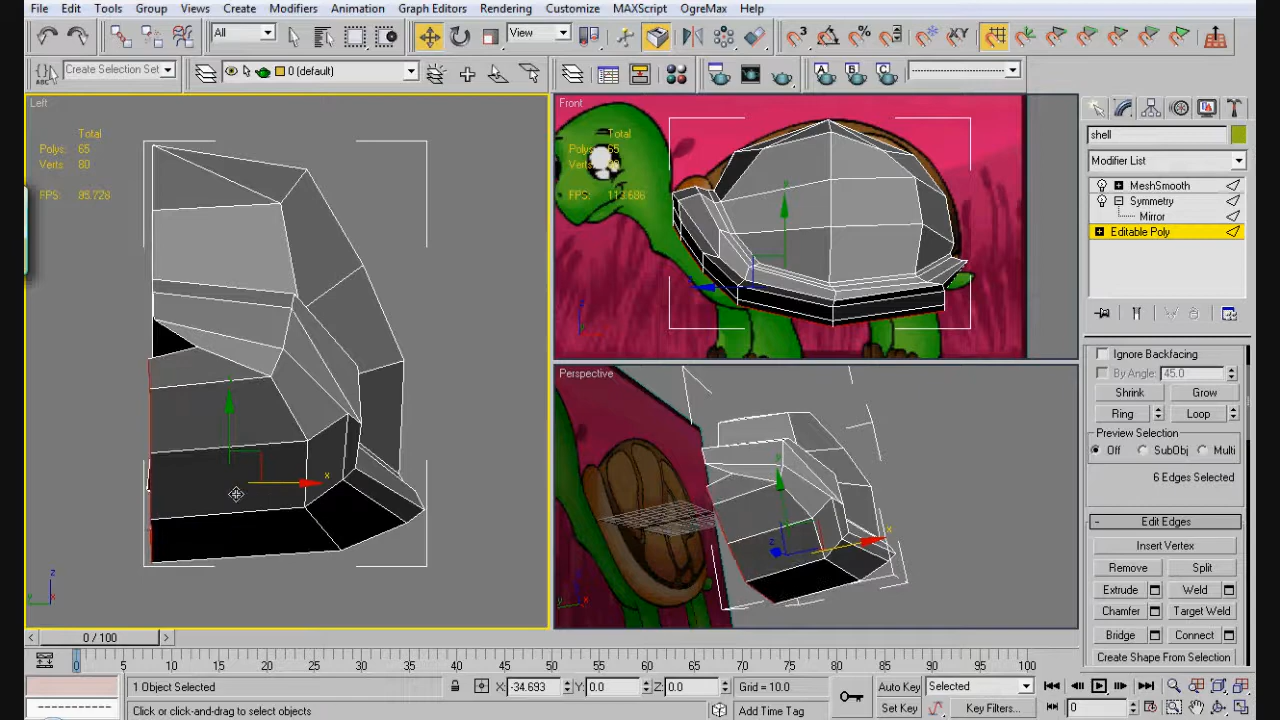 File Edit Tools Group Views Create Modifiers Animation Graph Editors Rendering Customize MAXScript OgreMax Help
All View
Create Selection Set 0 (default)
Left
Total
Polys: 65
Verts: 80
Front
Total
Polys: 65
FPS: 113.686
Perspective
shell
Modifier List
MeshSmooth
Symmetry
Mirror
Editable Poly
Ignore Backfacing
By Angle: 45.0
Shrink Grow
Ring Loop
Preview Selection
Off SubObj Multi
6 Edges Selected
Edit Edges
Insert Vertex
Remove Split
Extrude Weld
Chamfer Target Weld
Bridge Connect
Create Shape From Selection
0 / 100
0 5 10 15 20 25 30 35 40 45 50 55 60 65 70 75 80 85 90 95 100
1 Object Selected X: -34.693 Y: 0.0 Z: 0.0 Grid = 10.0 Auto Key Selected
Click or click-and-drag to select objects Add Time Tag Set Key Key Filters... 0